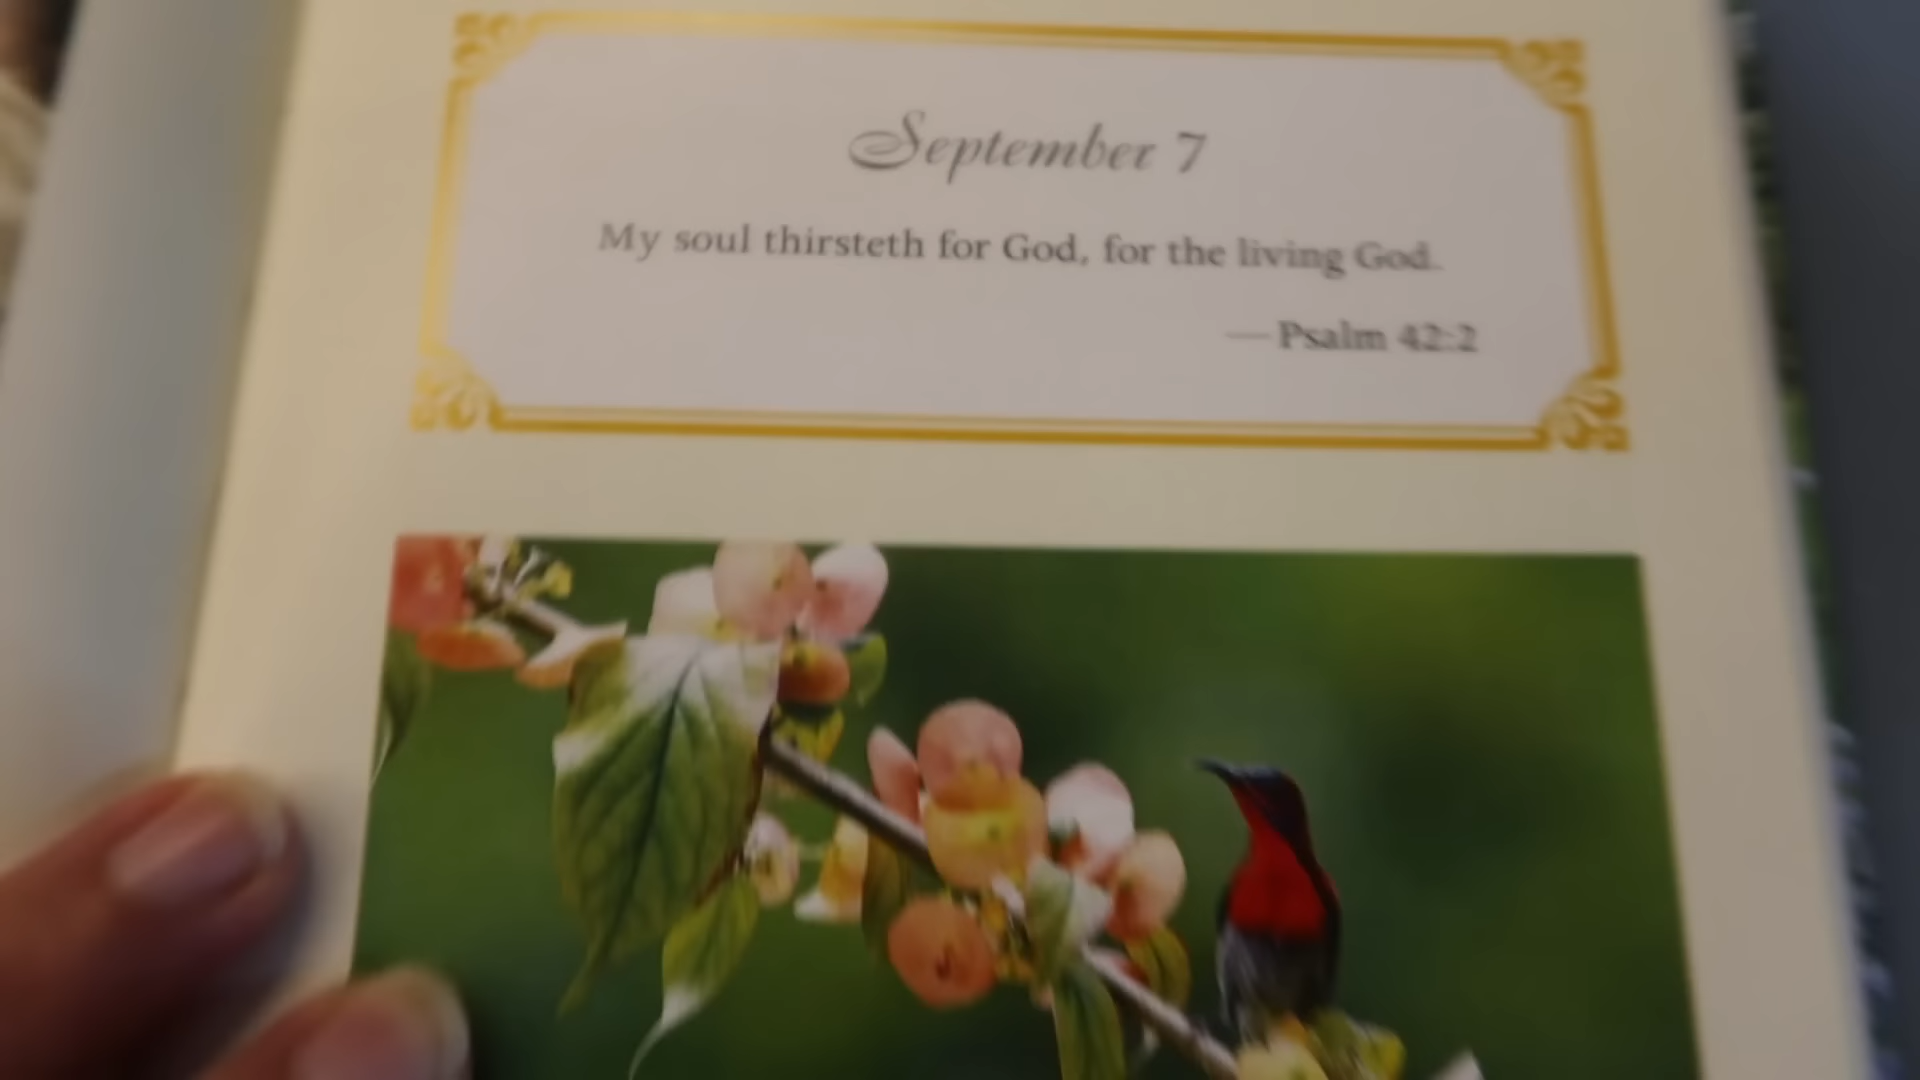 September 7
My soul thirsteth for God, for the living God.
—Psalm 42:2